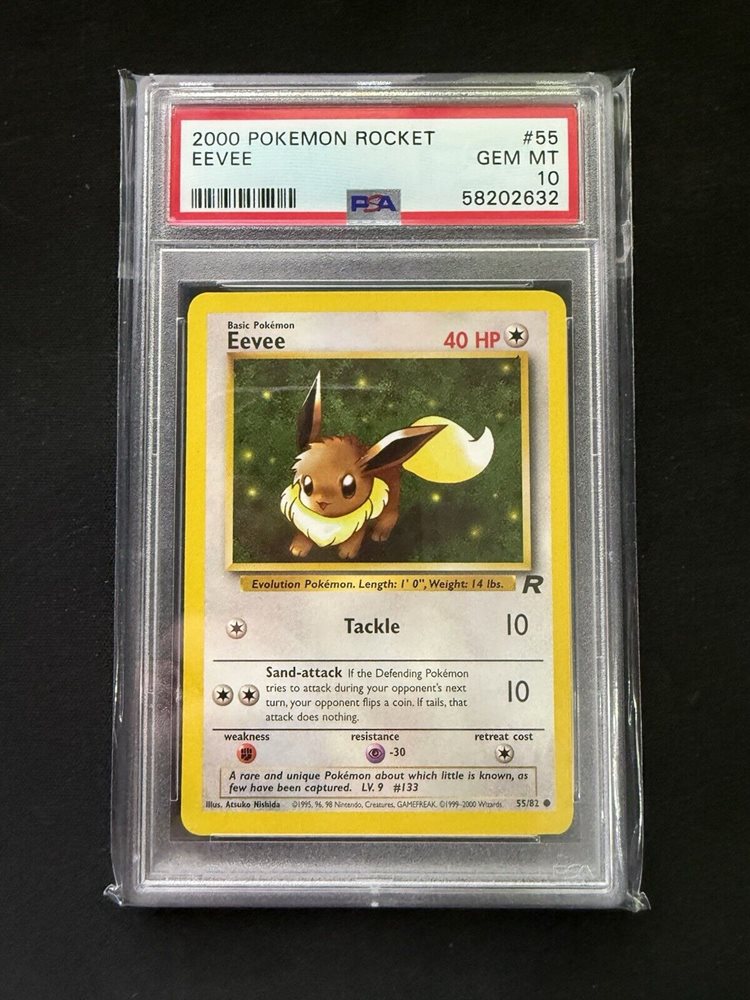 2000 POKEMON ROCKET #55
EEVEE GEM MT
10
PSA 58202632
Basic Pokémon
Eevee 40 HP
Evolution Pokémon. Length: 1' 0", Weight: 14 lbs. R
Tackle 10
Sand-attack If the Defending Pokémon
tries to attack during your opponent's next
turn, your opponent flips a coin. If tails, that
attack does nothing.
10
weakness resistance retreat cost
-30
A rare and unique Pokémon about which little is known, as
few have been captured. LV. 9 #133
Illus. Atsuko Nishida ©1995, 96, 98 Nintendo, Creatures, GAMEFREAK. ©1999-2000 Wizards. 55/82
PSA